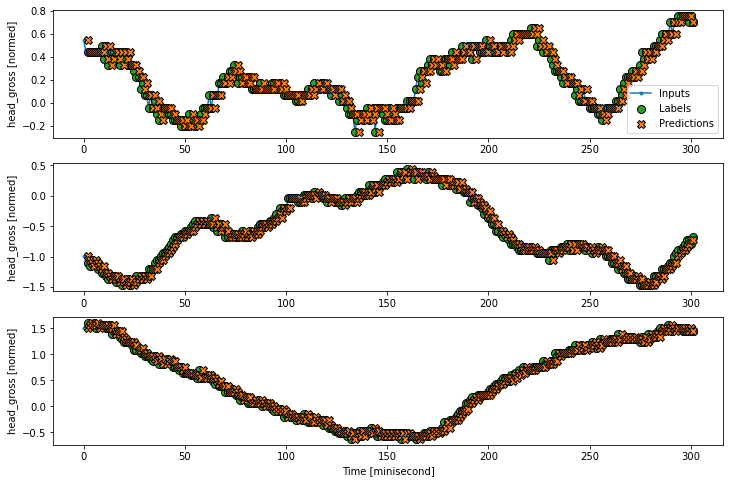 head_gross [normed]
0.8
0.6
0.4
0.2
0.0
−0.2
0 50 100 150 200 250 300
Inputs
Labels
Predictions
head_gross [normed]
0.5
0.0
−0.5
−1.0
−1.5
0 50 100 150 200 250 300
head_gross [normed]
1.5
1.0
0.5
0.0
−0.5
0 50 100 150 200 250 300
Time [minisecond]